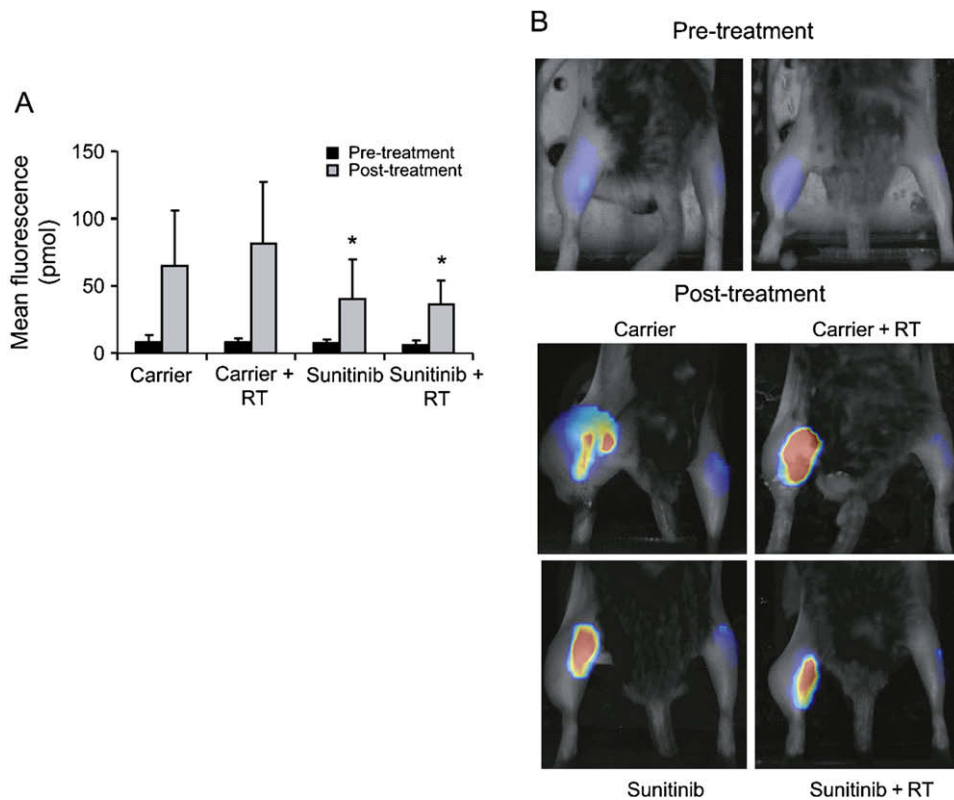 A
Mean fluorescence
(pmol)
150
100
50
0
Pre-treatment
Post-treatment
*
*
Carrier
Carrier +
RT
Sunitinib
Sunitinib +
RT
B
Pre-treatment
Post-treatment
Carrier
Carrier + RT
Sunitinib
Sunitinib + RT